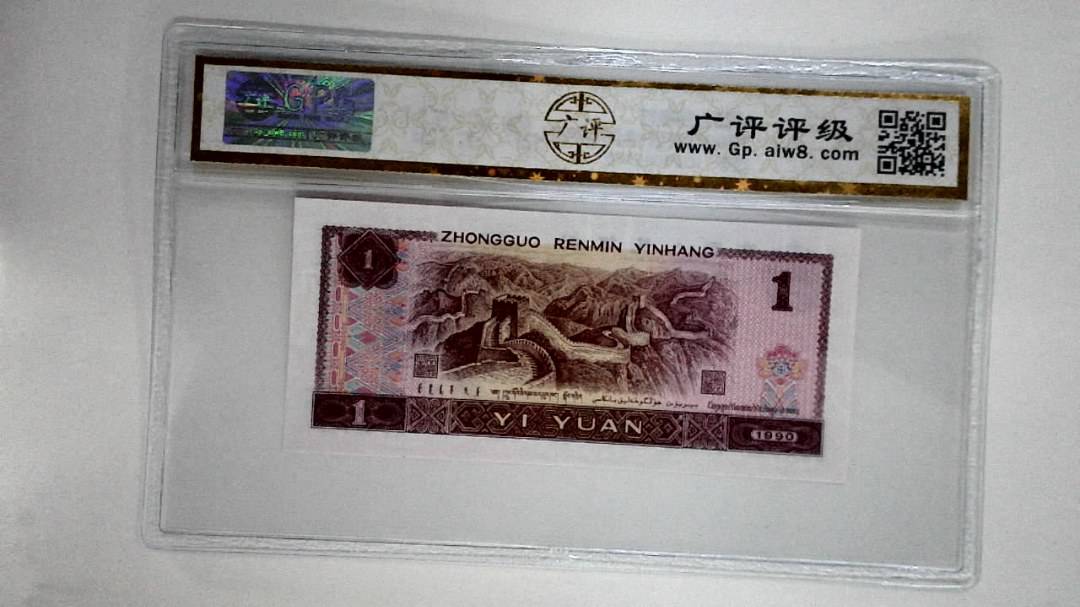 GPG
广评
广评评级
www. Gp. aiw8. com
ZHONGGUO RENMIN YINHANG
1
1
1
YI YUAN
1990